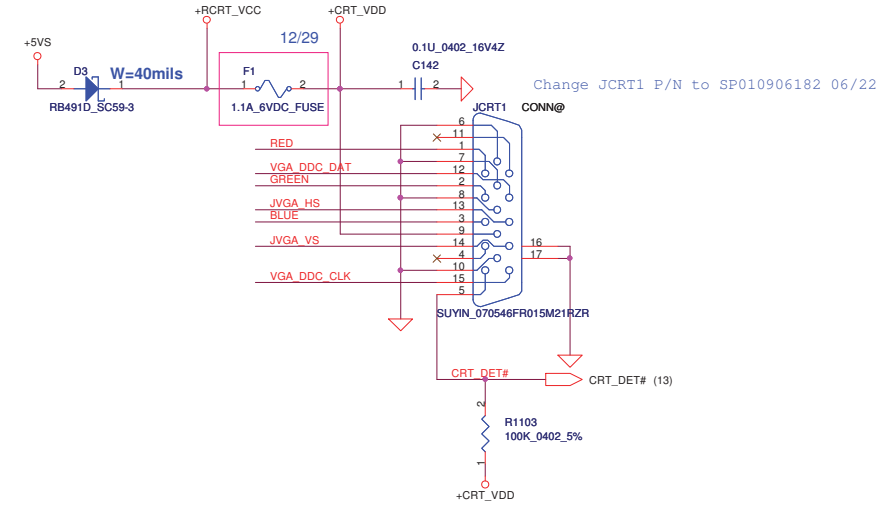 +RCRT_VCC
+CRT_VDD
+5VS
12/29
D3
W=40mils
F1
0.1U_0402_16V4Z
C142
2
1
1
2
1
2
RB491D_SC59-3
1.1A_6VDC_FUSE
Change JCRT1 P/N to SP010906182 06/22
JCRT1
CONN@
6
11
RED
1
7
VGA_DDC_DAT
12
GREEN
2
8
JVGA_HS
13
BLUE
3
9
JVGA_VS
14
16
4
17
10
VGA_DDC_CLK
15
5
SUYIN_070546FR015M21RZR
CRT_DET#
CRT_DET# (13)
2
R1103
100K_0402_5%
1
+CRT_VDD